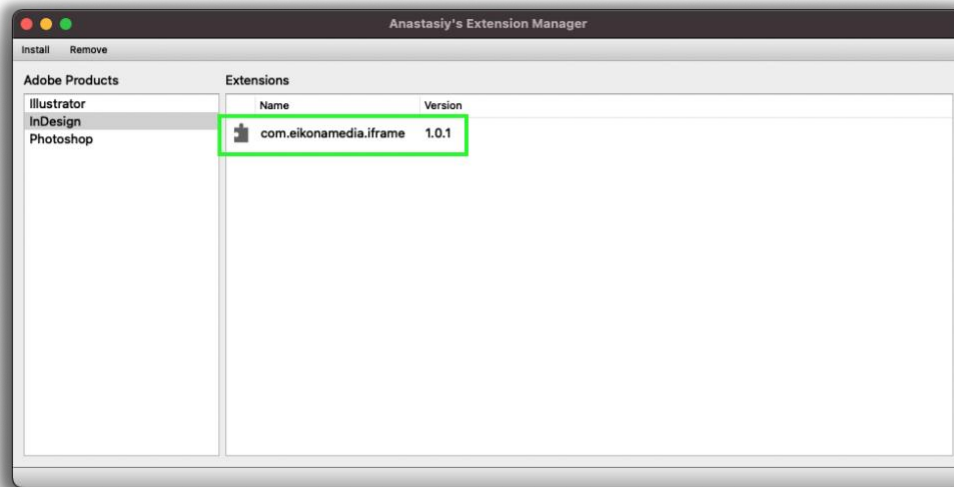 Anastasiy's Extension Manager
Install Remove
Adobe Products
Illustrator
InDesign
Photoshop
Extensions
Name Version
com.eikonamedia.iframe 1.0.1